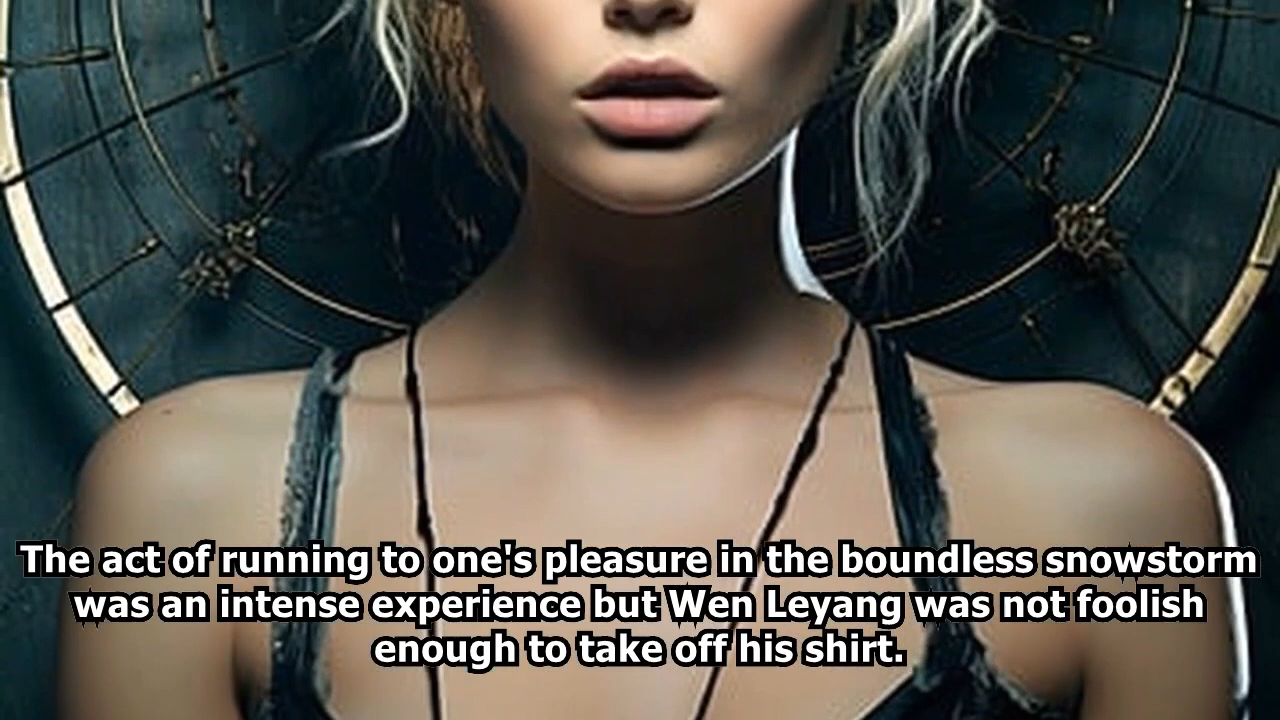 The act of running to one's pleasure in the boundless snowstorm
was an intense experience but Wen Leyang was not foolish
enough to take off his shirt.